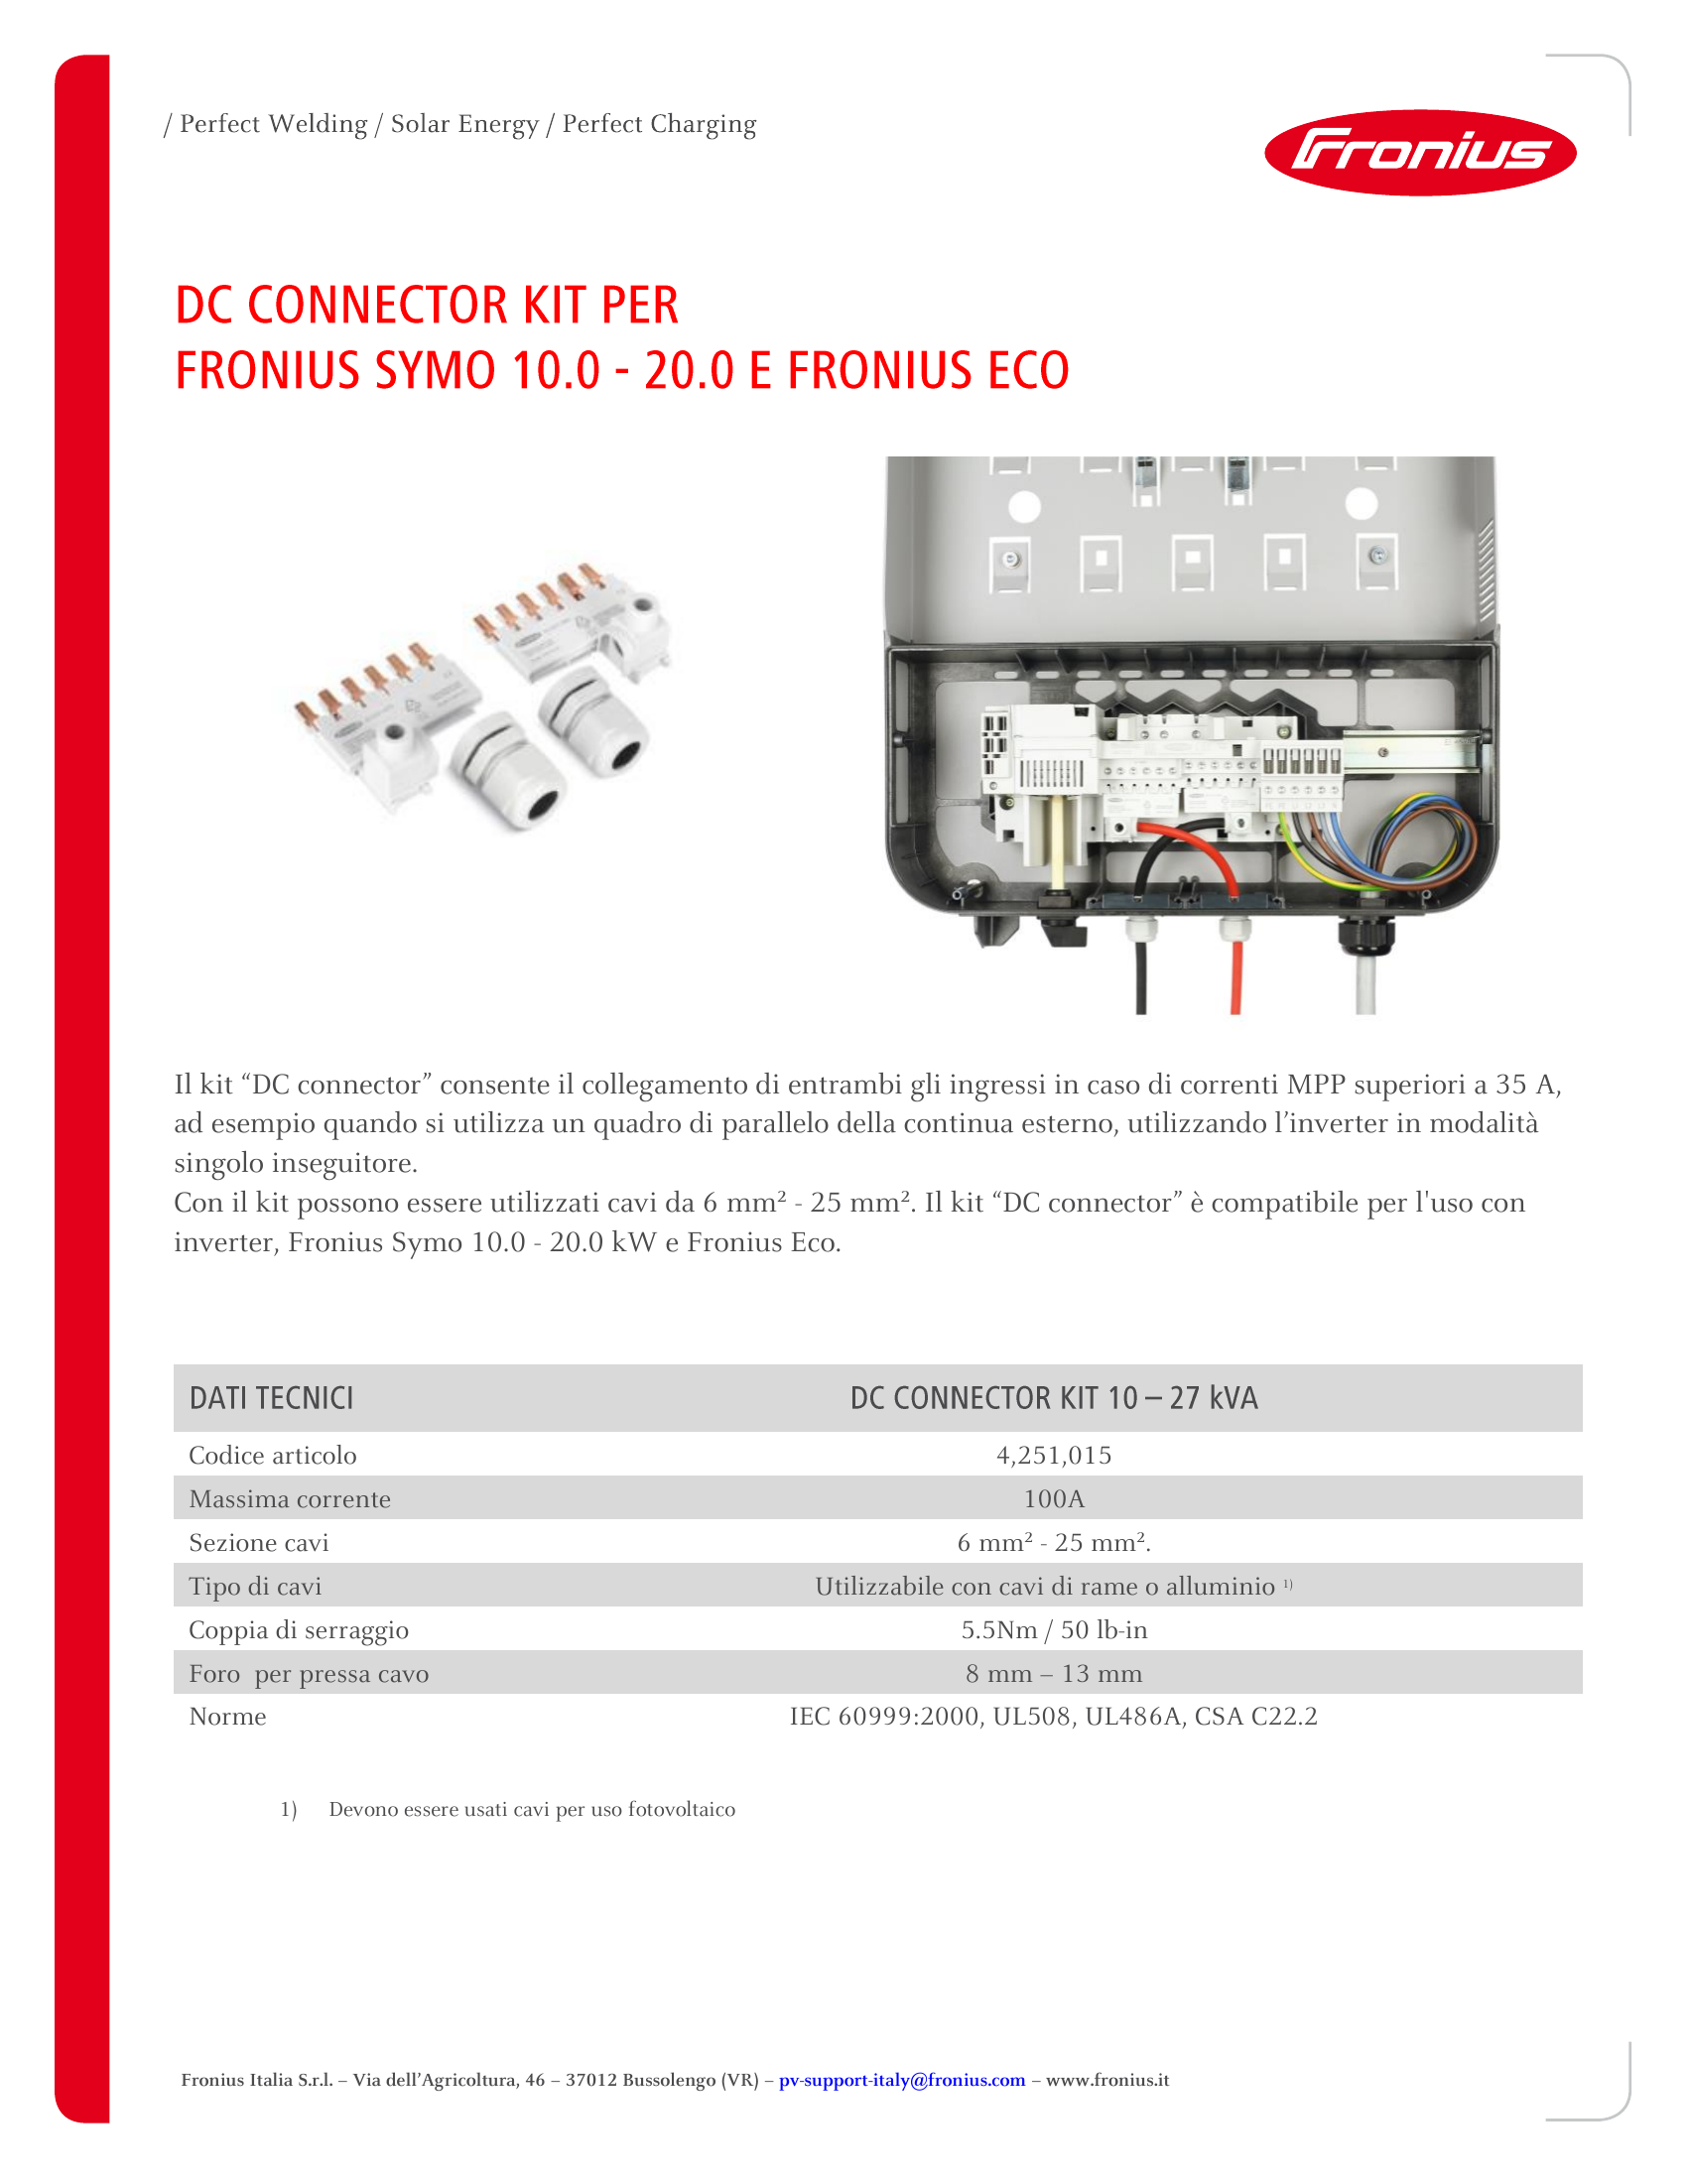 / Perfect Welding / Solar Energy / Perfect Charging
Fronius
DC CONNECTOR KIT PER
FRONIUS SYMO 10.0 - 20.0 E FRONIUS ECO
Il kit “DC connector” consente il collegamento di entrambi gli ingressi in caso di correnti MPP superiori a 35 A,
ad esempio quando si utilizza un quadro di parallelo della continua esterno, utilizzando l’inverter in modalità
singolo inseguitore.
Con il kit possono essere utilizzati cavi da 6 mm² - 25 mm². Il kit “DC connector” è compatibile per l'uso con
inverter, Fronius Symo 10.0 - 20.0 kW e Fronius Eco.
DATI TECNICI DC CONNECTOR KIT 10 – 27 kVA
Codice articolo 4,251,015
Massima corrente 100A
Sezione cavi 6 mm² - 25 mm².
Tipo di cavi Utilizzabile con cavi di rame o alluminio 1)
Coppia di serraggio 5.5Nm / 50 lb-in
Foro  per pressa cavo 8 mm – 13 mm
Norme IEC 60999:2000, UL508, UL486A, CSA C22.2
1) Devono essere usati cavi per uso fotovoltaico
Fronius Italia S.r.l. – Via dell’Agricoltura, 46 – 37012 Bussolengo (VR) – pv-support-italy@fronius.com – www.fronius.it